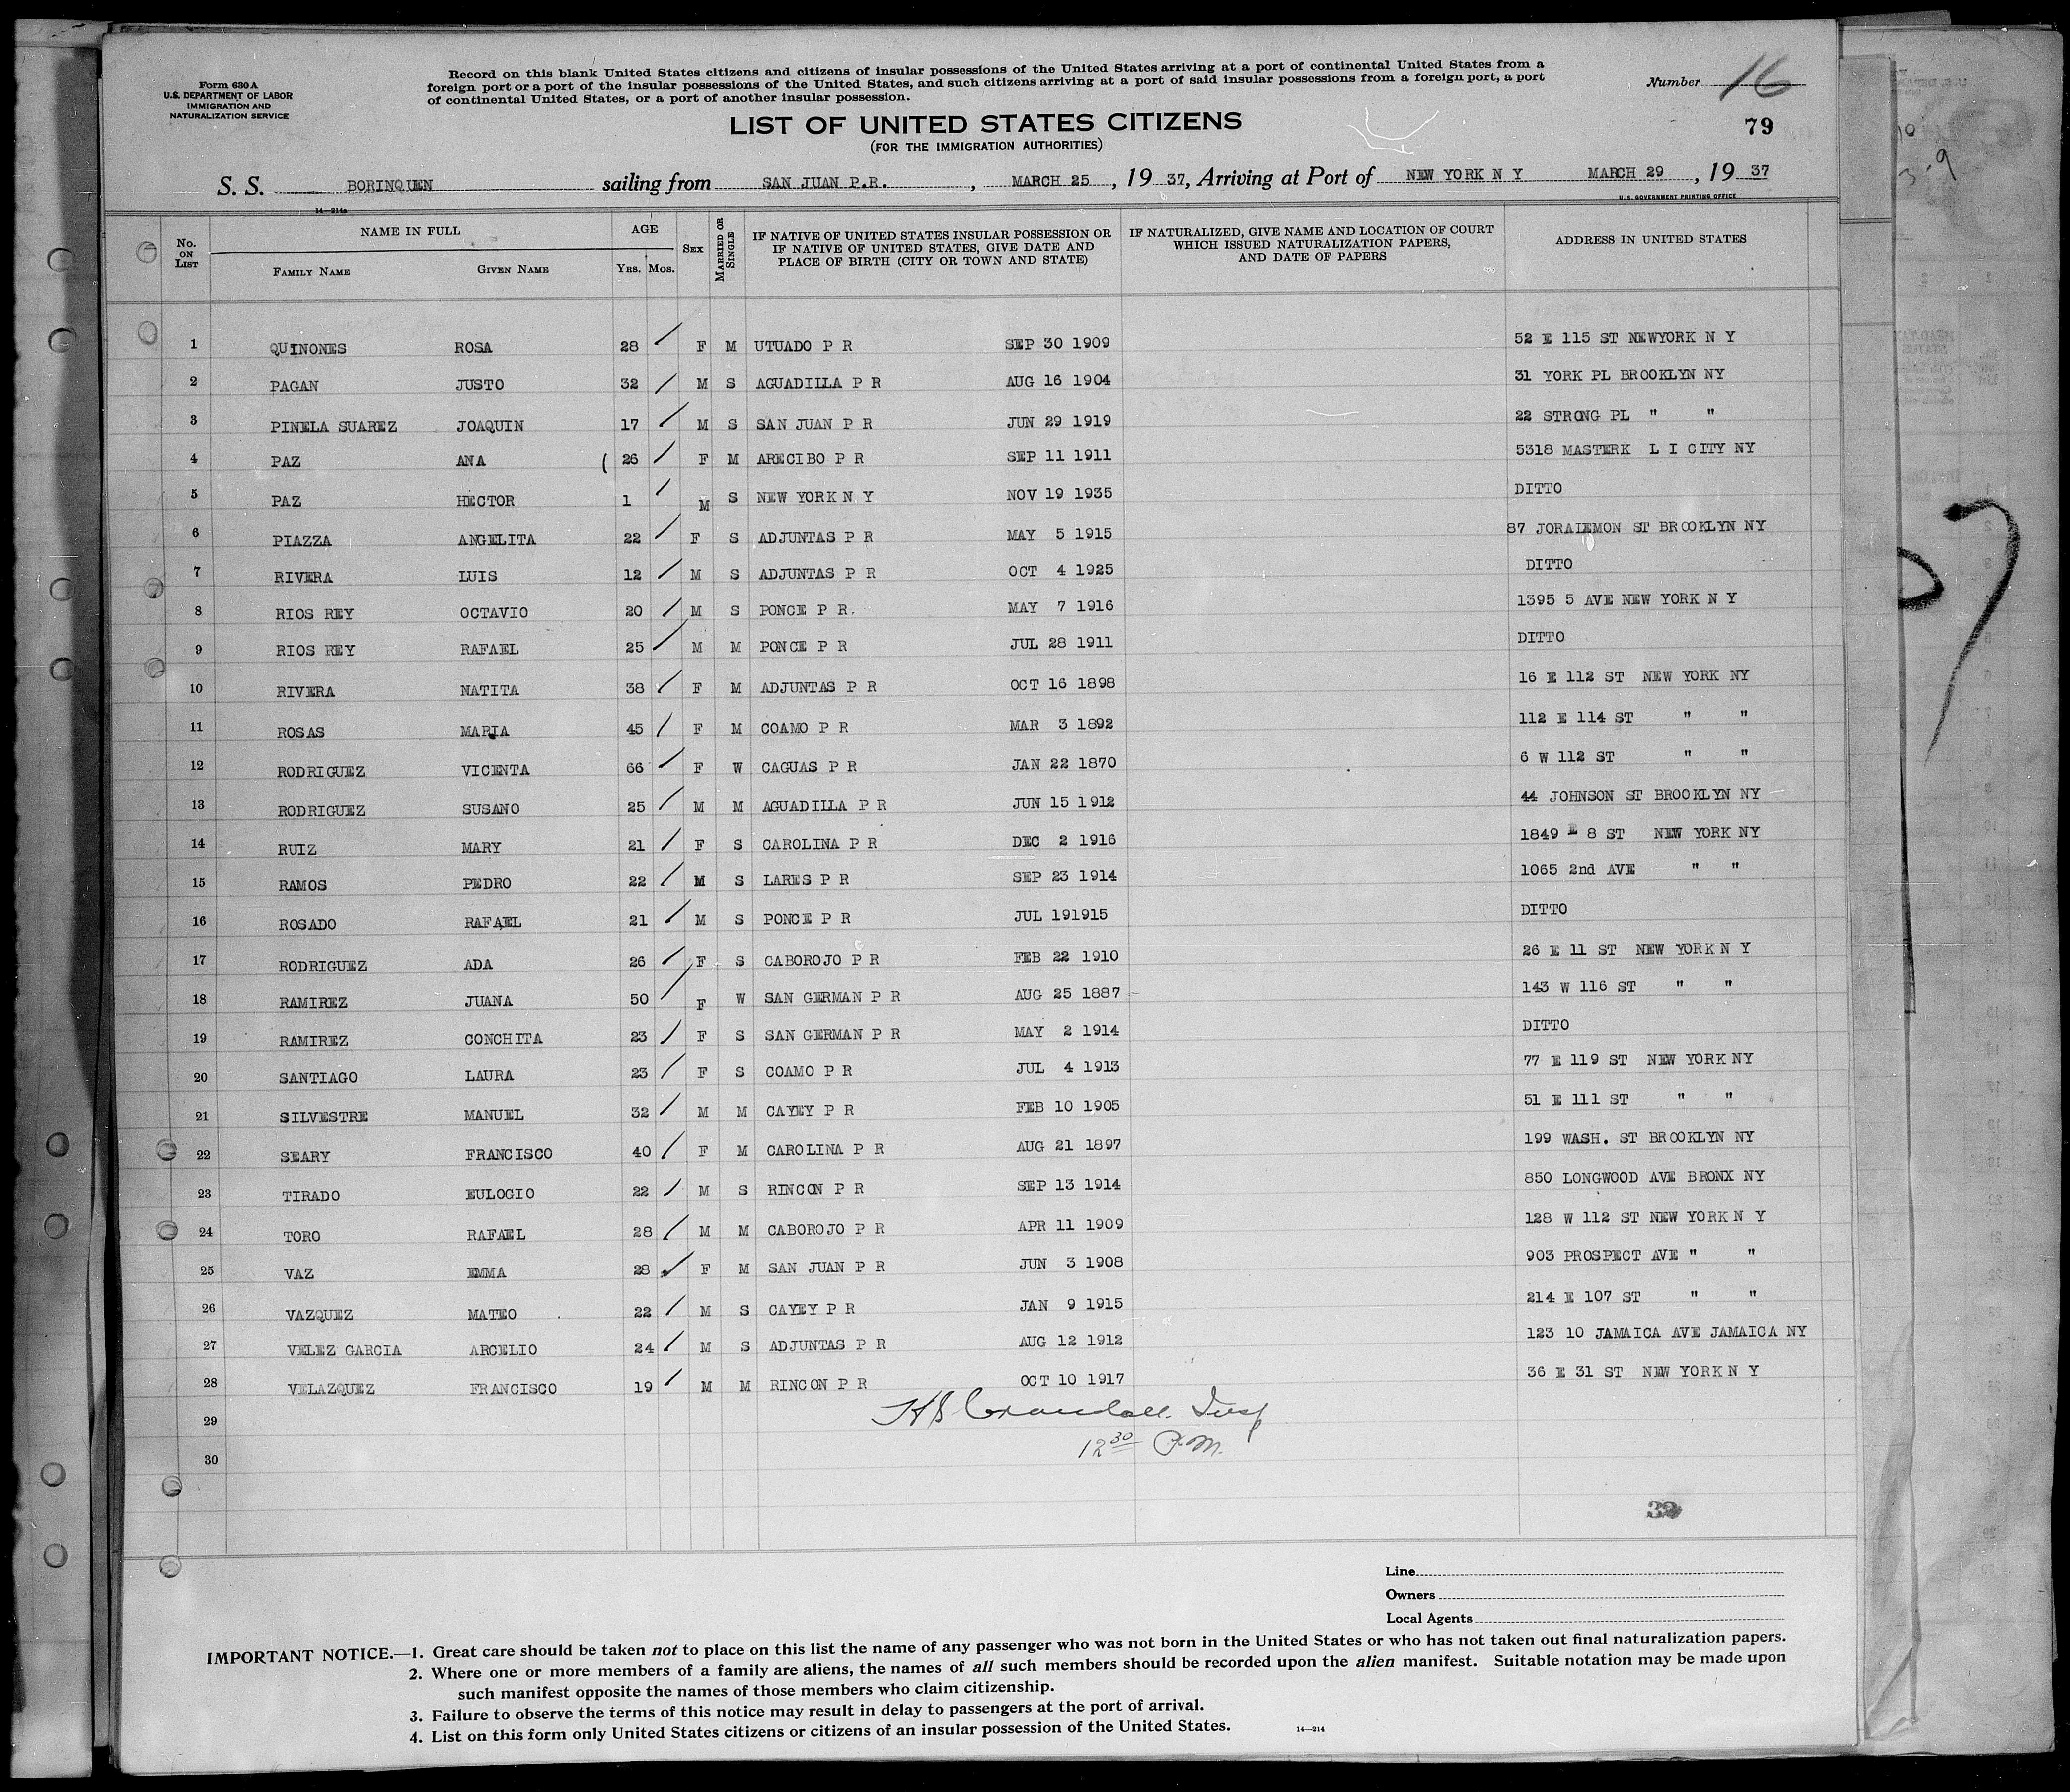 Form 630 A
U.S. DEPARTMENT OF LABOR
IMMIGRATION AND
NATURALIZATION SERVICE
Record on this blank United States citizens and citizens of insular possessions of the United States arriving at a port of continental United States from a
foreign port or a port of the insular possessions of the United States, and such citizens arriving at a port of said insular possessions from a foreign port, a port
of continental United States, or a port of another insular possession.
Number 16
LIST OF UNITED STATES CITIZENS
79
(FOR THE IMMIGRATION AUTHORITIES)
S. S. BORINQUEN sailing from SAN JUAN P.R. , MARCH 25 , 19 37, Arriving at Port of NEW YORK N Y MARCH 29 , 19 37
14—214a
U.S. GOVERNMENT PRINTING OFFICE
No. ON LIST
NAME IN FULL
FAMILY NAME GIVEN NAME
AGE
YRS. MOS.
SEX
MARRIED OR SINGLE
IF NATIVE OF UNITED STATES INSULAR POSSESSION OR
IF NATIVE OF UNITED STATES, GIVE DATE AND
PLACE OF BIRTH (CITY OR TOWN AND STATE)
IF NATURALIZED, GIVE NAME AND LOCATION OF COURT
WHICH ISSUED NATURALIZATION PAPERS,
AND DATE OF PAPERS
ADDRESS IN UNITED STATES
1 QUINONES ROSA 28 F M UTUADO P R SEP 30 1909 52 E 115 ST NEWYORK N Y
2 PAGAN JUSTO 32 M S AGUADILLA P R AUG 16 1904 31 YORK PL BROOKLYN NY
3 PINELA SUAREZ JOAQUIN 17 M S SAN JUAN P R JUN 29 1919 22 STRONG PL " "
4 PAZ ANA ( 26 F M ARECIBO P R SEP 11 1911 5318 MASTERK L I CITY NY
5 PAZ HECTOR 1 M S NEW YORK N Y NOV 19 1935 DITTO
6 PIAZZA ANGELITA 22 F S ADJUNTAS P R MAY 5 1915 87 JORAIEMON ST BROOKLYN NY
7 RIVERA LUIS 12 M S ADJUNTAS P R OCT 4 1925 DITTO
8 RIOS REY OCTAVIO 20 M S PONCE P R. MAY 7 1916 1395 5 AVE NEW YORK N Y
9 RIOS REY RAFAEL 25 M M PONCE P R JUL 28 1911 DITTO
10 RIVERA NATITA 38 F M ADJUNTAS P R OCT 16 1898 16 E 112 ST NEW YORK NY
11 ROSAS MARIA 45 F M COAMO P R MAR 3 1892 112 E 114 ST " "
12 RODRIGUEZ VICENTA 66 F W CAGUAS P R JAN 22 1870 6 W 112 ST " "
13 RODRIGUEZ SUSANO 25 M M AGUADILLA P R JUN 15 1912 44 JOHNSON ST BROOKLYN NY
14 RUIZ MARY 21 F S CAROLINA P R DEC 2 1916 1849 E 8 ST NEW YORK NY
15 RAMOS PEDRO 22 M S LARES P R SEP 23 1914 1065 2nd AVE " "
16 ROSADO RAFAEL 21 M S PONCE P R JUL 191915 DITTO
17 RODRIGUEZ ADA 26 F S CABOROJO P R FEB 22 1910 26 E 11 ST NEW YORK N Y
18 RAMIREZ JUANA 50 F W SAN GERMAN P R AUG 25 1887 143 W 116 ST " "
19 RAMIREZ CONCHITA 23 F S SAN GERMAN P R MAY 2 1914 DITTO
20 SANTIAGO LAURA 23 F S COAMO P R JUL 4 1913 77 E 119 ST NEW YORK NY
21 SILVESTRE MANUEL 32 M M CAYEY P R FEB 10 1905 51 E 111 ST " "
22 SEARY FRANCISCO 40 F M CAROLINA P R AUG 21 1897 199 WASH. ST BROOKLYN NY
23 TIRADO EULOGIO 22 M S RINCON P R SEP 13 1914 850 LONGWOOD AVE BRONX NY
24 TORO RAFAEL 28 M M CABOROJO P R APR 11 1909 128 W 112 ST NEW YORK N Y
25 VAZ EMMA 28 F M SAN JUAN P R JUN 3 1908 903 PROSPECT AVE " "
26 VAZQUEZ MATEO 22 M S CAYEY P R JAN 9 1915 214 E 107 ST " "
27 VELEZ GARCIA ARCELIO 24 M S ADJUNTAS P R AUG 12 1912 123 10 JAMAICA AVE JAMAICA NY
28 VELAZQUEZ FRANCISCO 19 M M RINCON P R OCT 10 1917 36 E 31 ST NEW YORK N Y
29 Crandall. Insp
30 12 30 P.M.
Line
Owners
Local Agents
IMPORTANT NOTICE.—1. Great care should be taken not to place on this list the name of any passenger who was not born in the United States or who has not taken out final naturalization papers.
2. Where one or more members of a family are aliens, the names of all such members should be recorded upon the alien manifest. Suitable notation may be made upon
such manifest opposite the names of those members who claim citizenship.
3. Failure to observe the terms of this notice may result in delay to passengers at the port of arrival.
4. List on this form only United States citizens or citizens of an insular possession of the United States.
14—214